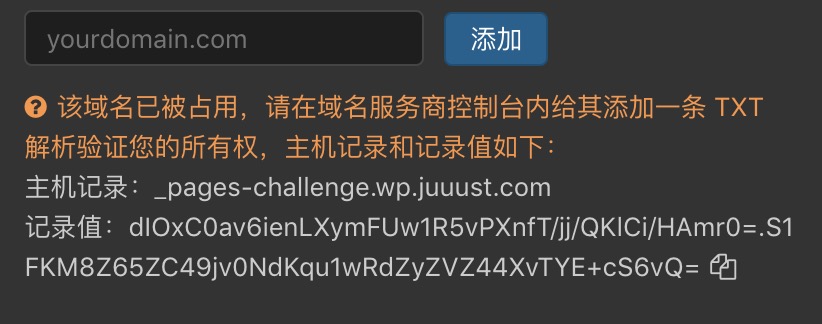 yourdomain.com 添加
该域名已被占用，请在域名服务商控制台内给其添加一条 TXT
解析验证您的所有权，主机记录和记录值如下：
主机记录：_pages-challenge.wp.juuust.com
记录值：dIOxC0av6ienLXymFUw1R5vPXnfT/jj/QKlCi/HAmr0=.S1
FKM8Z65ZC49jv0NdKqu1wRdZyZVZ44XvTYE+cS6vQ=